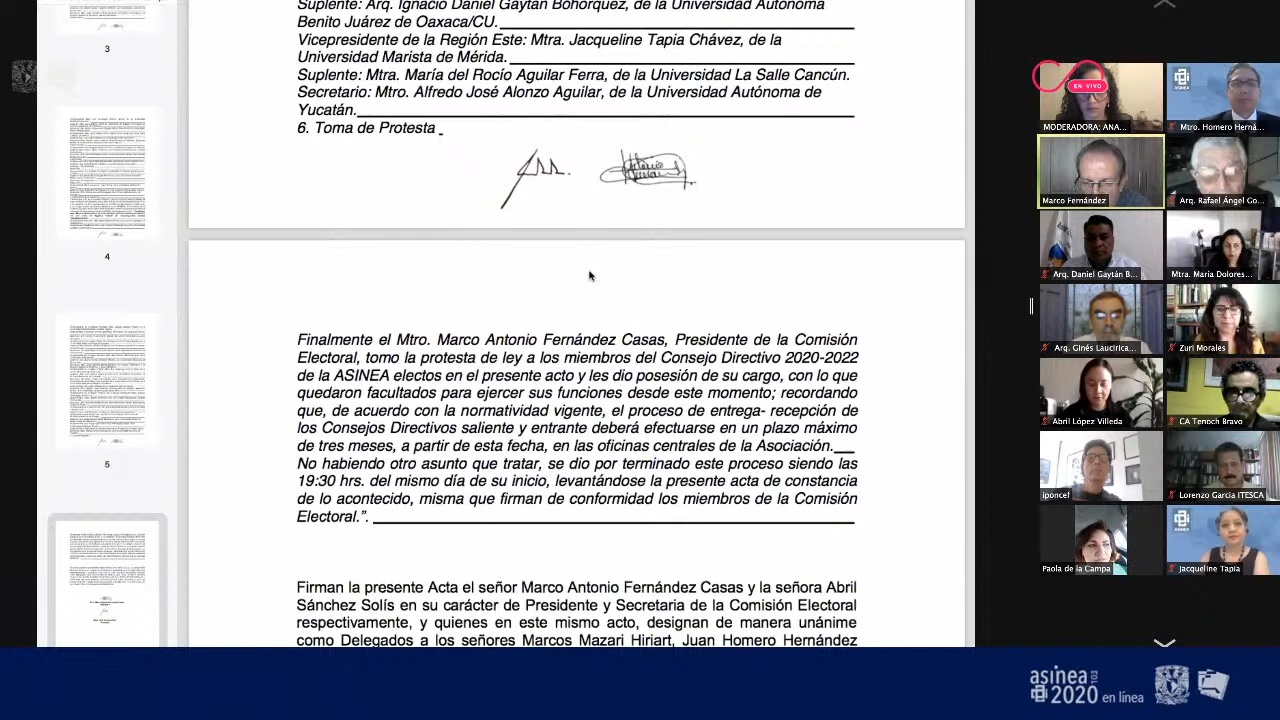 Suplente: Arq. Ignacio Daniel Gaytán Bohórquez, de la Universidad Autónoma
Benito Juárez de Oaxaca/CU.
Vicepresidente de la Región Este: Mtra. Jacqueline Tapia Chávez, de la
Universidad Marista de Mérida.
Suplente: Mtra. María del Rocío Aguilar Ferra, de la Universidad La Salle Cancún.
Secretario: Mtro. Alfredo José Alonzo Aguilar, de la Universidad Autónoma de
Yucatán.
6. Toma de Protesta
Finalmente el Mtro. Marco Antonio Fernández Casas, Presidente de la Comisión
Electoral, tomó la protesta de los miembros del Consejo Directivo 2020-2022
de la ASINEA electos en el presente acto y les dio posesión de su cargo, por lo que
quedaron facultados para ejercer sus funciones desde este momento, recordando
que, de acuerdo con la normatividad vigente, el proceso de entrega-recepción de
los Consejos Directivos saliente y electo deberá efectuarse en un plazo máximo
de tres meses, a partir de esta fecha, en las oficinas centrales de la Asociación.
No habiendo otro asunto que tratar, se dio por terminado este proceso siendo las
19:30 hrs. del mismo día de su inicio, levantándose la presente acta de constancia
de lo acontecido, misma que firman de conformidad los miembros de la Comisión
Electoral.".
Firman la presente Acta el señor Marco Antonio Fernández Casas y la señora Abril
Sánchez Solís en su carácter de Presidente y Secretaria de la Comisión Electoral
respectivamente, y quienes en este mismo acto, designan de manera unánime
como Delegados a los señores Marcos Mazari Hiriart, Juan Homero Hernández
3
4
5
EN VIVO
MODERADORA: ANA...
ASINEA
Mtro. Homero Herná...
Marco Fernández
Arq. Rafael Ángel Go...
Arq. Daniel Gaytán B...
Mtra. María Dolores...
Arq. Ginés Laucirica...
Zuri Morales
Abril López Villeda
CA Tenoch Bravo
iponcef
Lorenzo Garcia ITESCA
Paola de la Campa
ASINEA
Jacqueline Tapia
asinea 103
2020 en línea